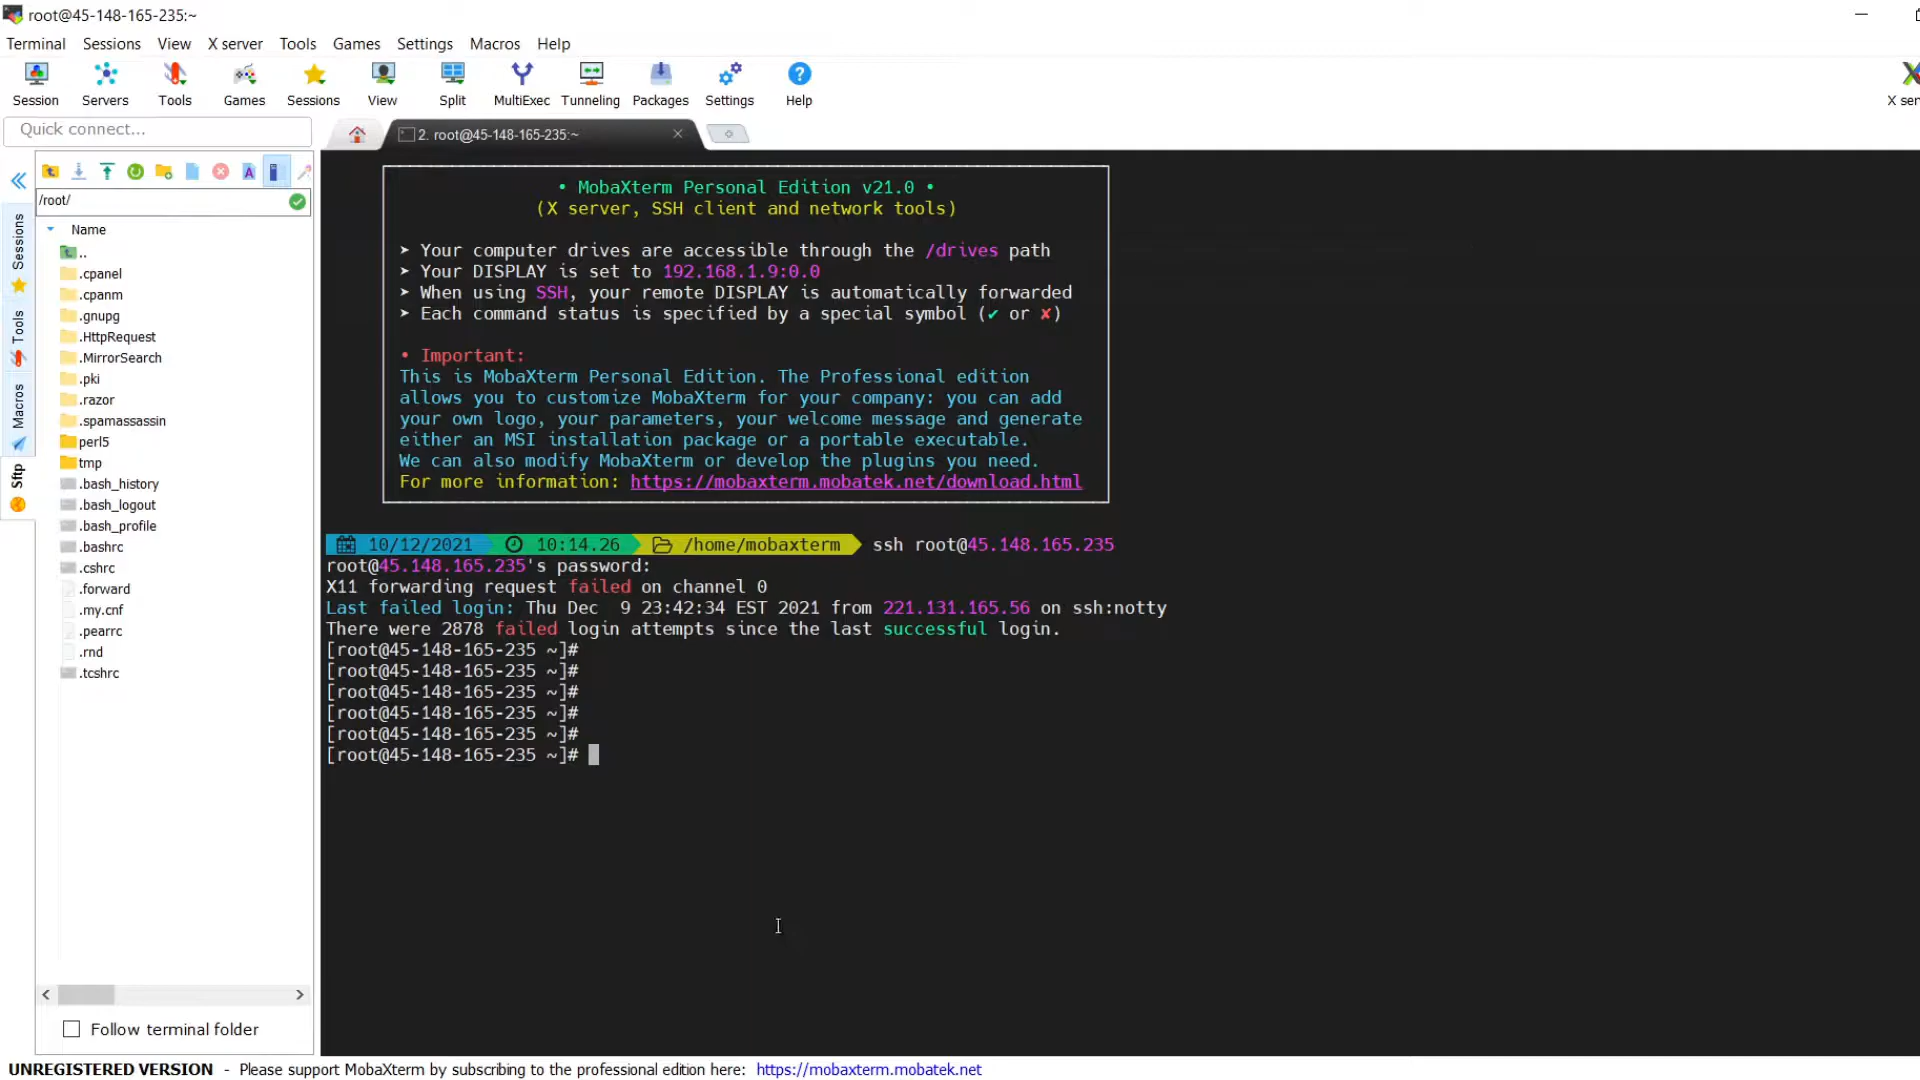 root@45-148-165-235:~
Terminal Sessions View X server Tools Games Settings Macros Help
Session Servers Tools Games Sessions View Split MultiExec Tunneling Packages Settings Help
Quick connect...
2. root@45-148-165-235:~
/root/
Name
..
.cpanel
.cpanm
.gnupg
.HttpRequest
.MirrorSearch
.pki
.razor
.spamassassin
perl5
tmp
.bash_history
.bash_logout
.bash_profile
.bashrc
.cshrc
.forward
.my.cnf
.pearrc
.rnd
.tcshrc
Follow terminal folder
Sessions
Tools
Macros
Sftp
• MobaXterm Personal Edition v21.0 •
(X server, SSH client and network tools)
➤ Your computer drives are accessible through the /drives path
➤ Your DISPLAY is set to 192.168.1.9:0.0
➤ When using SSH, your remote DISPLAY is automatically forwarded
➤ Each command status is specified by a special symbol (✔ or ✘)
• Important:
This is MobaXterm Personal Edition. The Professional edition
allows you to customize MobaXterm for your company: you can add
your own logo, your parameters, your welcome message and generate
either an MSI installation package or a portable executable.
We can also modify MobaXterm or develop the plugins you need.
For more information: https://mobaxterm.mobatek.net/download.html
10/12/2021 10:14.26 /home/mobaxterm ssh root@45.148.165.235
root@45.148.165.235's password:
X11 forwarding request failed on channel 0
Last failed login: Thu Dec  9 23:42:34 EST 2021 from 221.131.165.56 on ssh:notty
There were 2878 failed login attempts since the last successful login.
[root@45-148-165-235 ~]#
[root@45-148-165-235 ~]#
[root@45-148-165-235 ~]#
[root@45-148-165-235 ~]#
[root@45-148-165-235 ~]#
[root@45-148-165-235 ~]#
UNREGISTERED VERSION - Please support MobaXterm by subscribing to the professional edition here: https://mobaxterm.mobatek.net